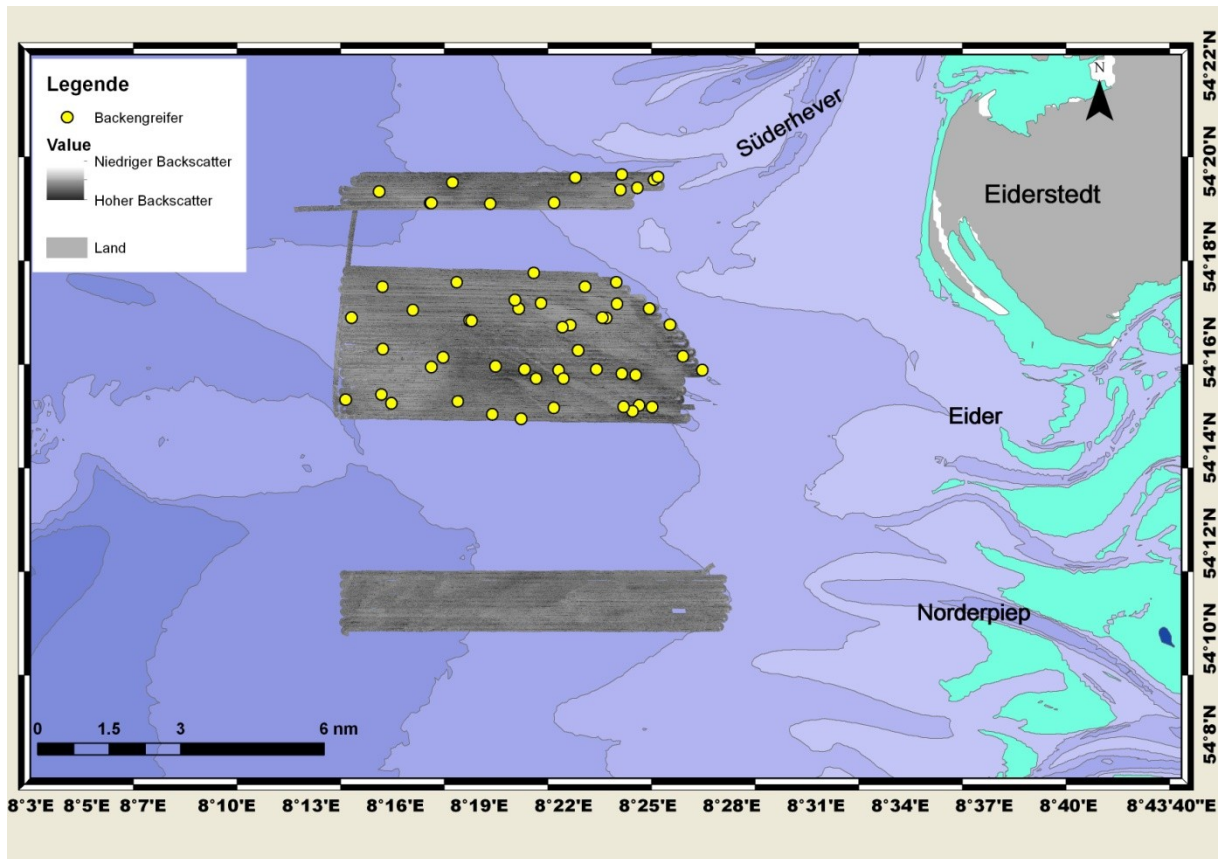 Legende
Backengreifer
Value
Niedriger Backscatter
Hoher Backscatter
Land
N
Süderhever
Eiderstedt
Eider
Norderpiep
0 1.5 3 6 nm
54°22'N
54°20'N
54°18'N
54°16'N
54°14'N
54°12'N
54°10'N
54°8'N
8°3'E 8°5'E 8°7'E 8°10'E 8°13'E 8°16'E 8°19'E 8°22'E 8°25'E 8°28'E 8°31'E 8°34'E 8°37'E 8°40'E 8°43'40"E